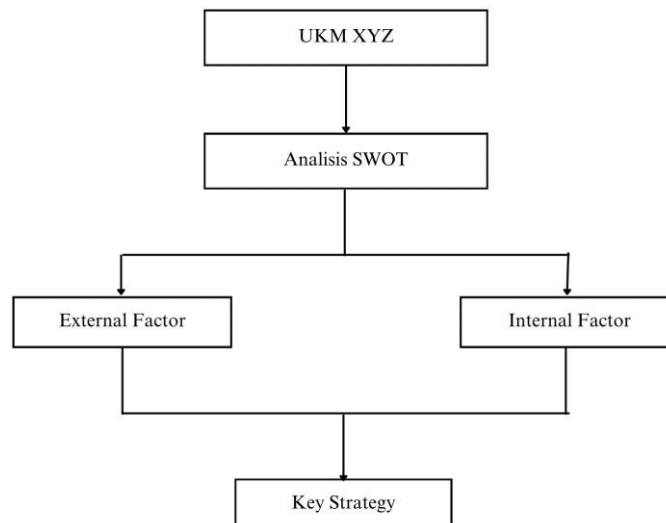 UKM XYZ
Analisis SWOT
External Factor
Internal Factor
Key Strategy